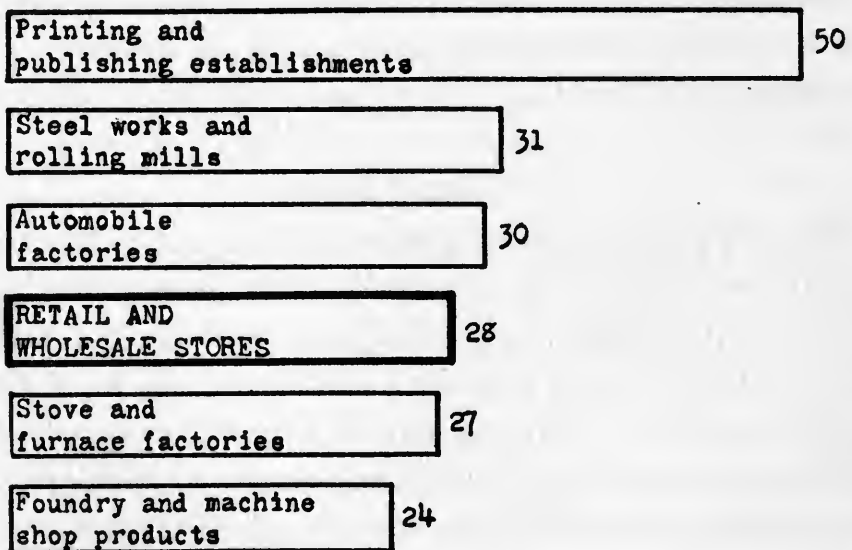 Printing and
publishing establishments
50
Steel works and
rolling mills
31
Automobile
factories
30
RETAIL AND
WHOLESALE STORES
28
Stove and
furnace factories
27
Foundry and machine
shop products
24